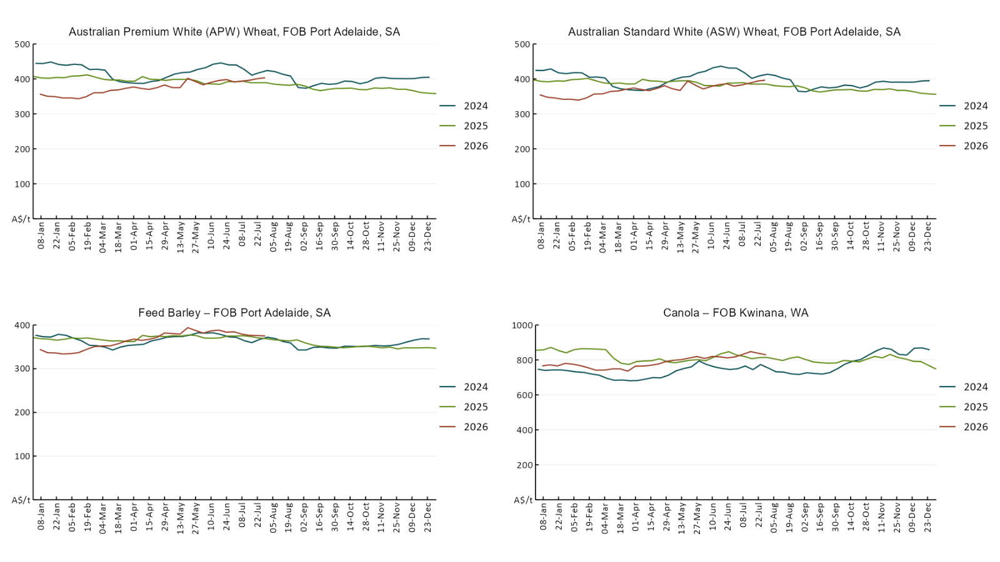 Australian Premium White (APW) Wheat, FOB Port Adelaide, SA
500
400
300
200
100
A$/t
08-Jan
22-Jan
05-Feb
19-Feb
04-Mar
18-Mar
01-Apr
15-Apr
29-Apr
13-May
27-May
10-Jun
24-Jun
08-Jul
22-Jul
05-Aug
19-Aug
02-Sep
16-Sep
30-Sep
14-Oct
28-Oct
11-Nov
25-Nov
09-Dec
23-Dec
2024
2025
2026
Australian Standard White (ASW) Wheat, FOB Port Adelaide, SA
500
400
300
200
100
A$/t
08-Jan
22-Jan
05-Feb
19-Feb
04-Mar
18-Mar
01-Apr
15-Apr
29-Apr
13-May
27-May
10-Jun
24-Jun
08-Jul
22-Jul
05-Aug
19-Aug
02-Sep
16-Sep
30-Sep
14-Oct
28-Oct
11-Nov
25-Nov
09-Dec
23-Dec
2024
2025
2026
Feed Barley – FOB Port Adelaide, SA
400
300
200
100
A$/t
08-Jan
22-Jan
05-Feb
19-Feb
04-Mar
18-Mar
01-Apr
15-Apr
29-Apr
13-May
27-May
10-Jun
24-Jun
08-Jul
22-Jul
05-Aug
19-Aug
02-Sep
16-Sep
30-Sep
14-Oct
28-Oct
11-Nov
25-Nov
09-Dec
23-Dec
2024
2025
2026
Canola – FOB Kwinana, WA
1000
800
600
400
200
A$/t
08-Jan
22-Jan
05-Feb
19-Feb
04-Mar
18-Mar
01-Apr
15-Apr
29-Apr
13-May
27-May
10-Jun
24-Jun
08-Jul
22-Jul
05-Aug
19-Aug
02-Sep
16-Sep
30-Sep
14-Oct
28-Oct
11-Nov
25-Nov
09-Dec
23-Dec
2024
2025
2026